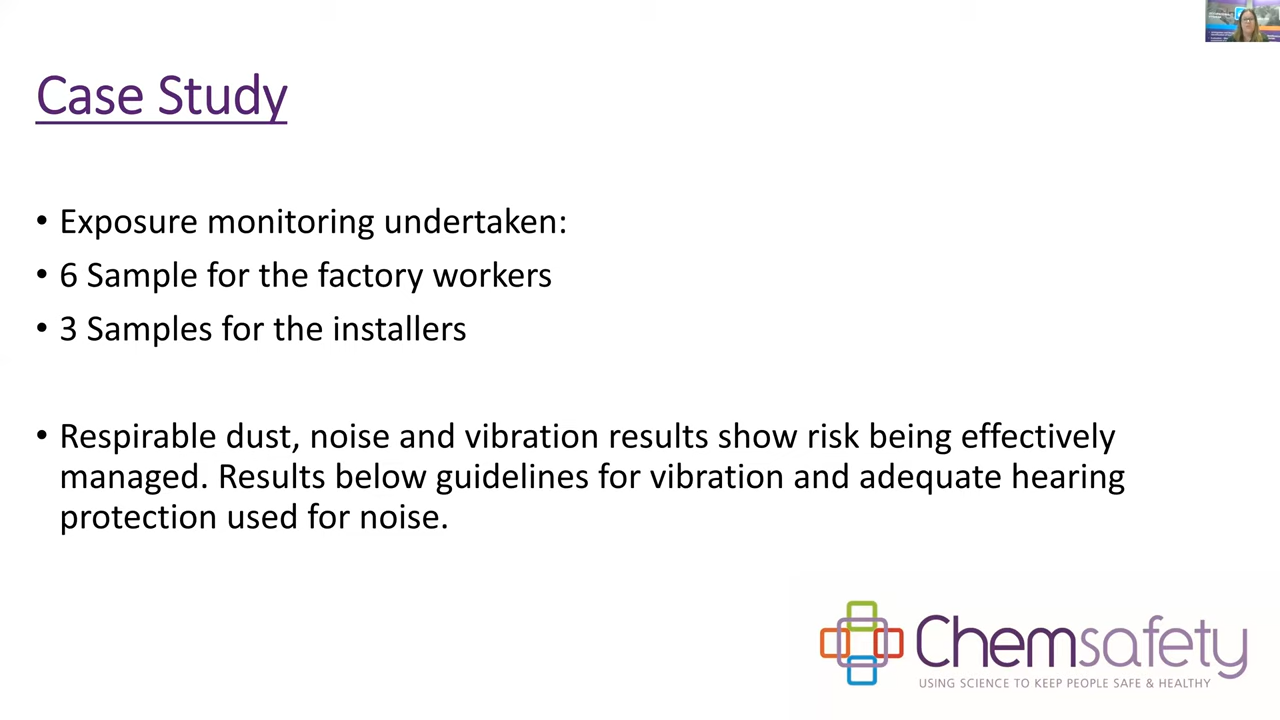 Case Study
• Exposure monitoring undertaken:
• 6 Sample for the factory workers
• 3 Samples for the installers
• Respirable dust, noise and vibration results show risk being effectively
managed. Results below guidelines for vibration and adequate hearing
protection used for noise.
Chemsafety
USING SCIENCE TO KEEP PEOPLE SAFE & HEALTHY